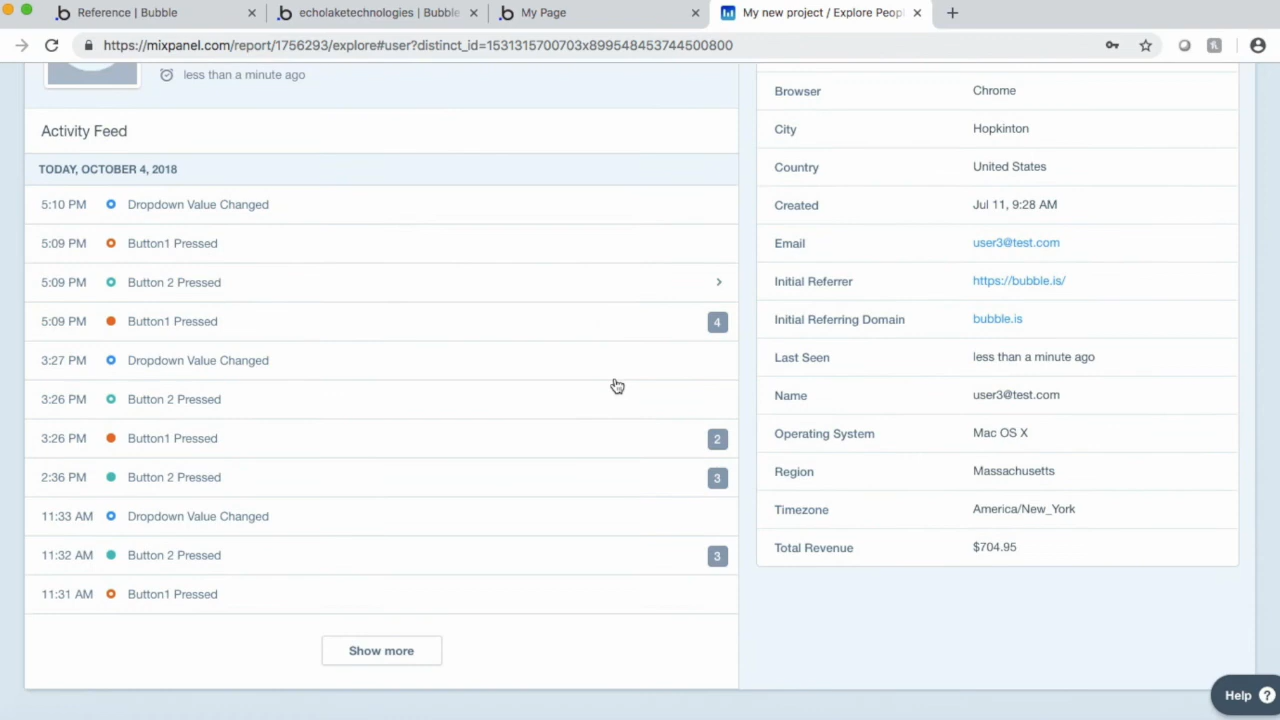 Reference | Bubble
echolaketechnologies | Bubble
My Page
My new project / Explore Peopl
https://mixpanel.com/report/1756293/explore#user?distinct_id=1531315700703x899548453744500800
less than a minute ago
Activity Feed
TODAY, OCTOBER 4, 2018
5:10 PM Dropdown Value Changed
5:09 PM Button1 Pressed
5:09 PM Button 2 Pressed
5:09 PM Button1 Pressed 4
3:27 PM Dropdown Value Changed
3:26 PM Button 2 Pressed
3:26 PM Button1 Pressed 2
2:36 PM Button 2 Pressed 3
11:33 AM Dropdown Value Changed
11:32 AM Button 2 Pressed 3
11:31 AM Button1 Pressed
Show more
Browser Chrome
City Hopkinton
Country United States
Created Jul 11, 9:28 AM
Email user3@test.com
Initial Referrer https://bubble.is/
Initial Referring Domain bubble.is
Last Seen less than a minute ago
Name user3@test.com
Operating System Mac OS X
Region Massachusetts
Timezone America/New_York
Total Revenue $704.95
Help ?